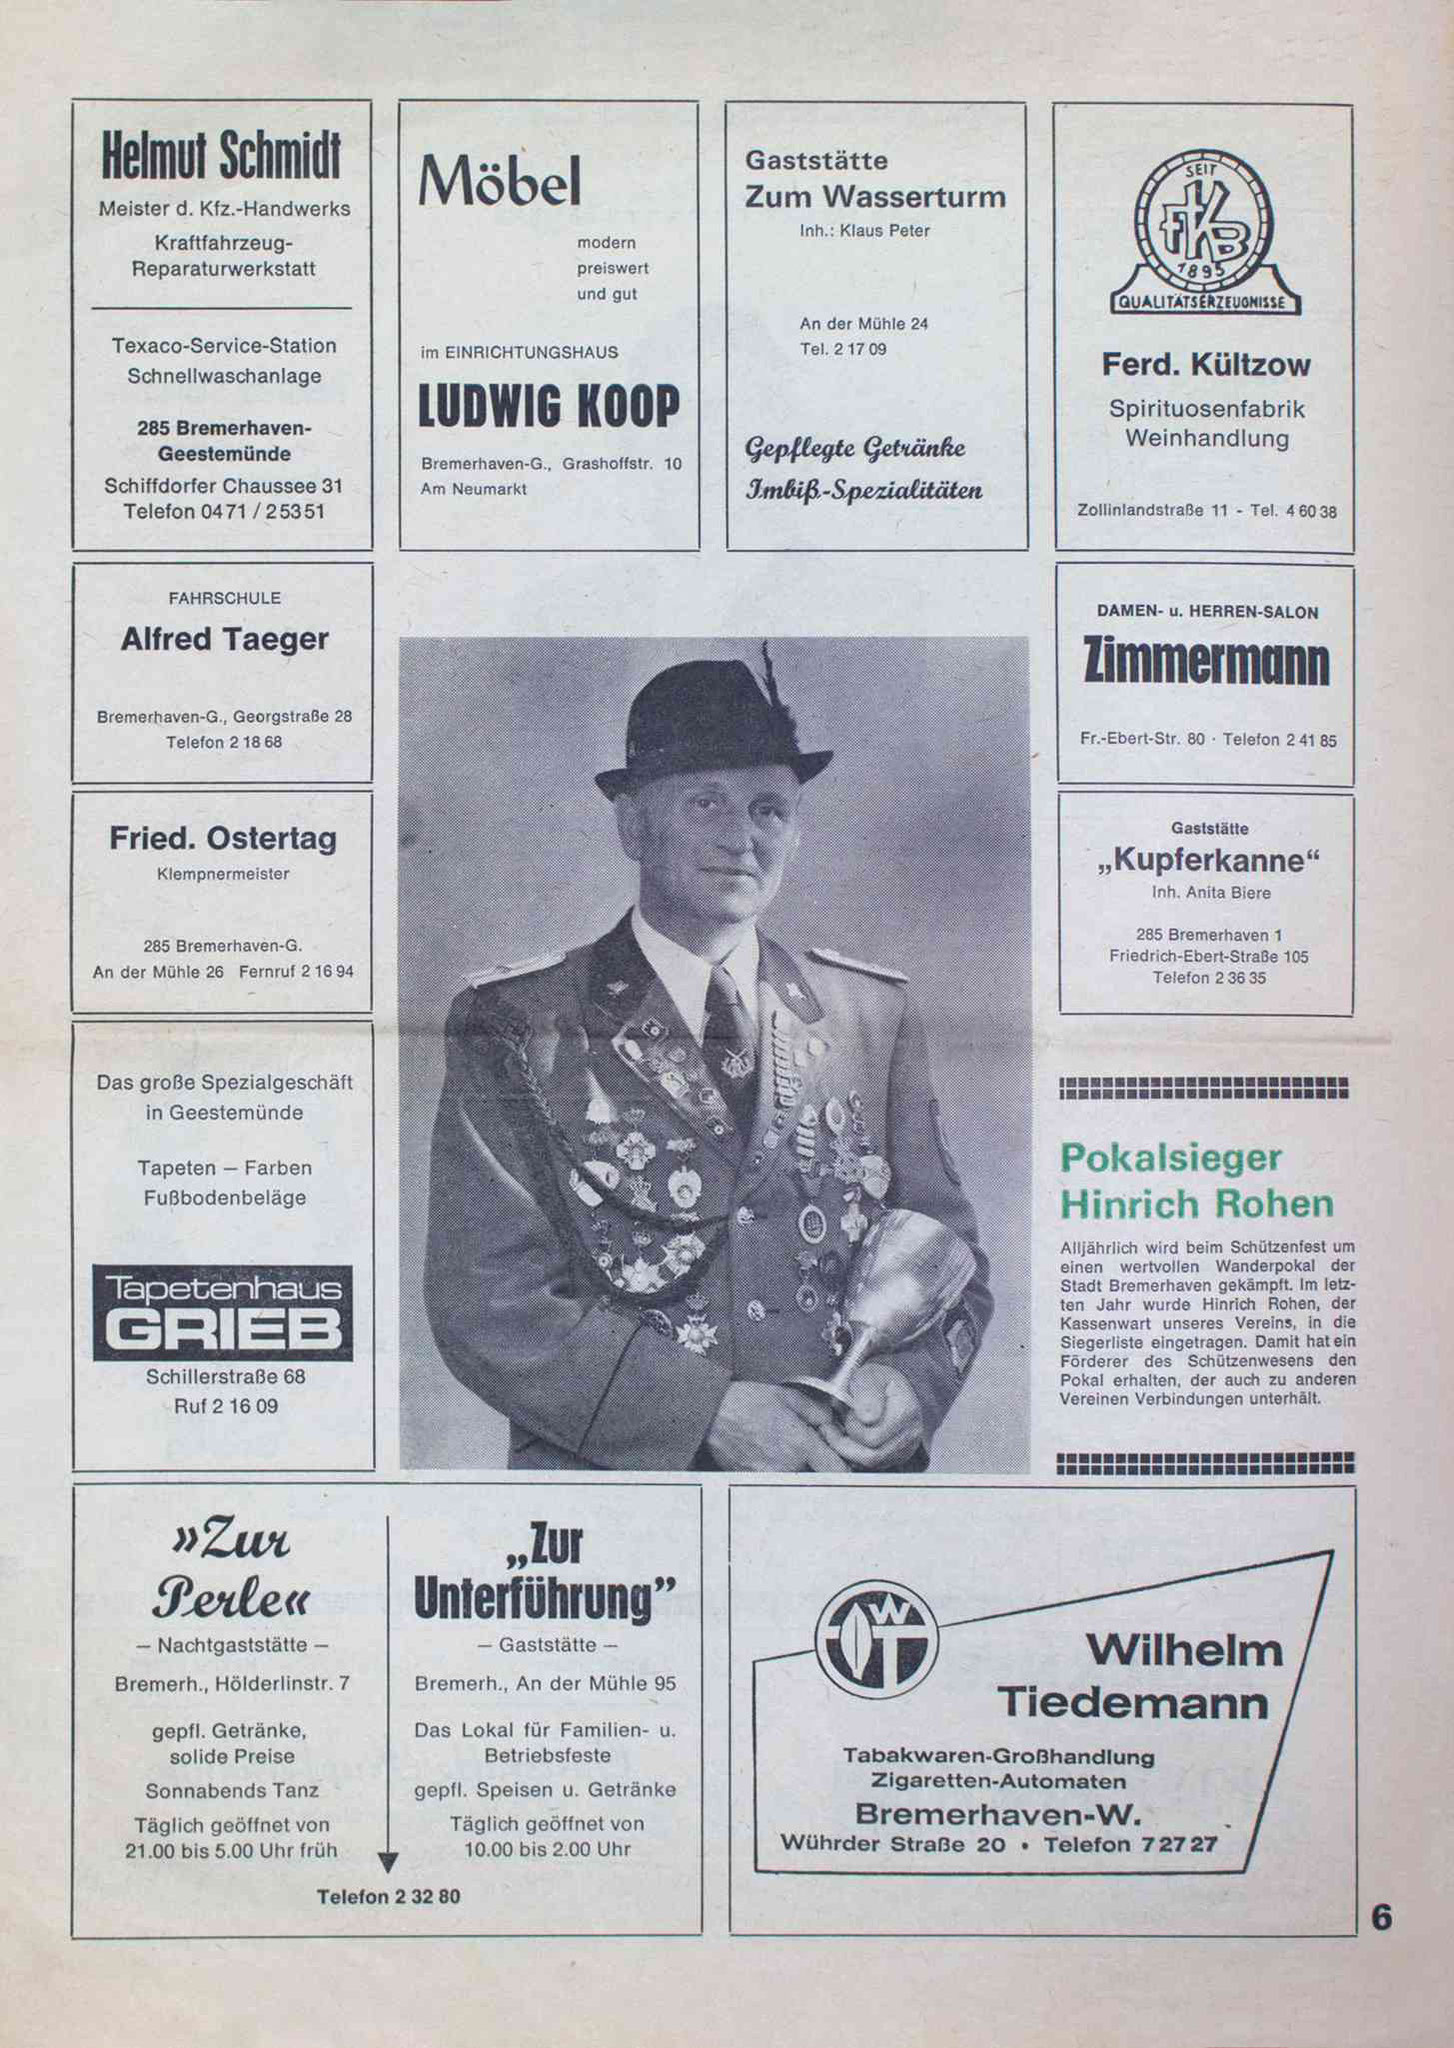 Helmut Schmidt
Meister d. Kfz.-Handwerks
Kraftfahrzeug-
Reparaturwerkstatt
Texaco-Service-Station
Schnellwaschanlage
285 Bremerhaven-
Geestemünde
Schiffdorfer Chaussee 31
Telefon 0471 / 25351
Möbel
modern
preiswert
und gut
im EINRICHTUNGSHAUS
LUDWIG KOOP
Bremerhaven-G., Grashoffstr. 10
Am Neumarkt
Gaststätte
Zum Wasserturm
Inh.: Klaus Peter
An der Mühle 24
Tel. 2 17 09
Gepflegte Getränke
Imbiß-Spezialitäten
SEIT
FKB
1895
QUALITÄTSERZEUGNISSE
Ferd. Kültzow
Spirituosenfabrik
Weinhandlung
Zollinlandstraße 11 - Tel. 4 60 38
FAHRSCHULE
Alfred Taeger
Bremerhaven-G., Georgstraße 28
Telefon 2 18 68
DAMEN- u. HERREN-SALON
Zimmermann
Fr.-Ebert-Str. 80 · Telefon 2 41 85
Fried. Ostertag
Klempnermeister
285 Bremerhaven-G.
An der Mühle 26 Fernruf 2 16 94
Gaststätte
„Kupferkanne“
Inh. Anita Biere
285 Bremerhaven 1
Friedrich-Ebert-Straße 105
Telefon 2 36 35
Das große Spezialgeschäft
in Geestemünde
Tapeten — Farben
Fußbodenbeläge
Tapetenhaus
GRIEB
Schillerstraße 68
Ruf 2 16 09
Pokalsieger
Hinrich Rohen
Alljährlich wird beim Schützenfest um
einen wertvollen Wanderpokal der
Stadt Bremerhaven gekämpft. Im letz-
ten Jahr wurde Hinrich Rohen, der
Kassenwart unseres Vereins, in die
Siegerliste eingetragen. Damit hat ein
Förderer des Schützenwesens den
Pokal erhalten, der auch zu anderen
Vereinen Verbindungen unterhält.
»Zur
Perle«
— Nachtgaststätte —
Bremerh., Hölderlinstr. 7
gepfl. Getränke,
solide Preise
Sonnabends Tanz
Täglich geöffnet von
21.00 bis 5.00 Uhr früh
„Zur
Unterführung”
— Gaststätte —
Bremerh., An der Mühle 95
Das Lokal für Familien- u.
Betriebsfeste
gepfl. Speisen u. Getränke
Täglich geöffnet von
10.00 bis 2.00 Uhr
Telefon 2 32 80
WT
Wilhelm
Tiedemann
Tabakwaren-Großhandlung
Zigaretten-Automaten
Bremerhaven-W.
Wührder Straße 20 • Telefon 7 27 27
6